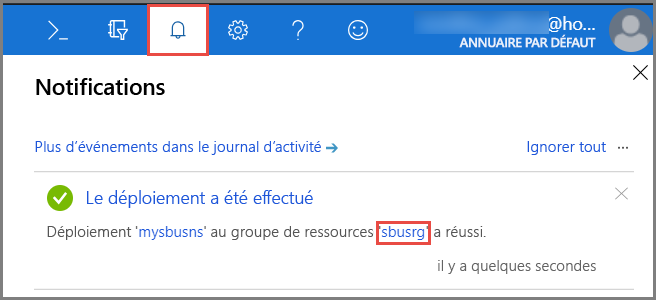 @ho...
ANNUAIRE PAR DÉFAUT
Notifications
Plus d'événements dans le journal d'activité →
Ignorer tout ...
Le déploiement a été effectué
Déploiement 'mysbusns' au groupe de ressources 'sbusrg' a réussi.
il y a quelques secondes